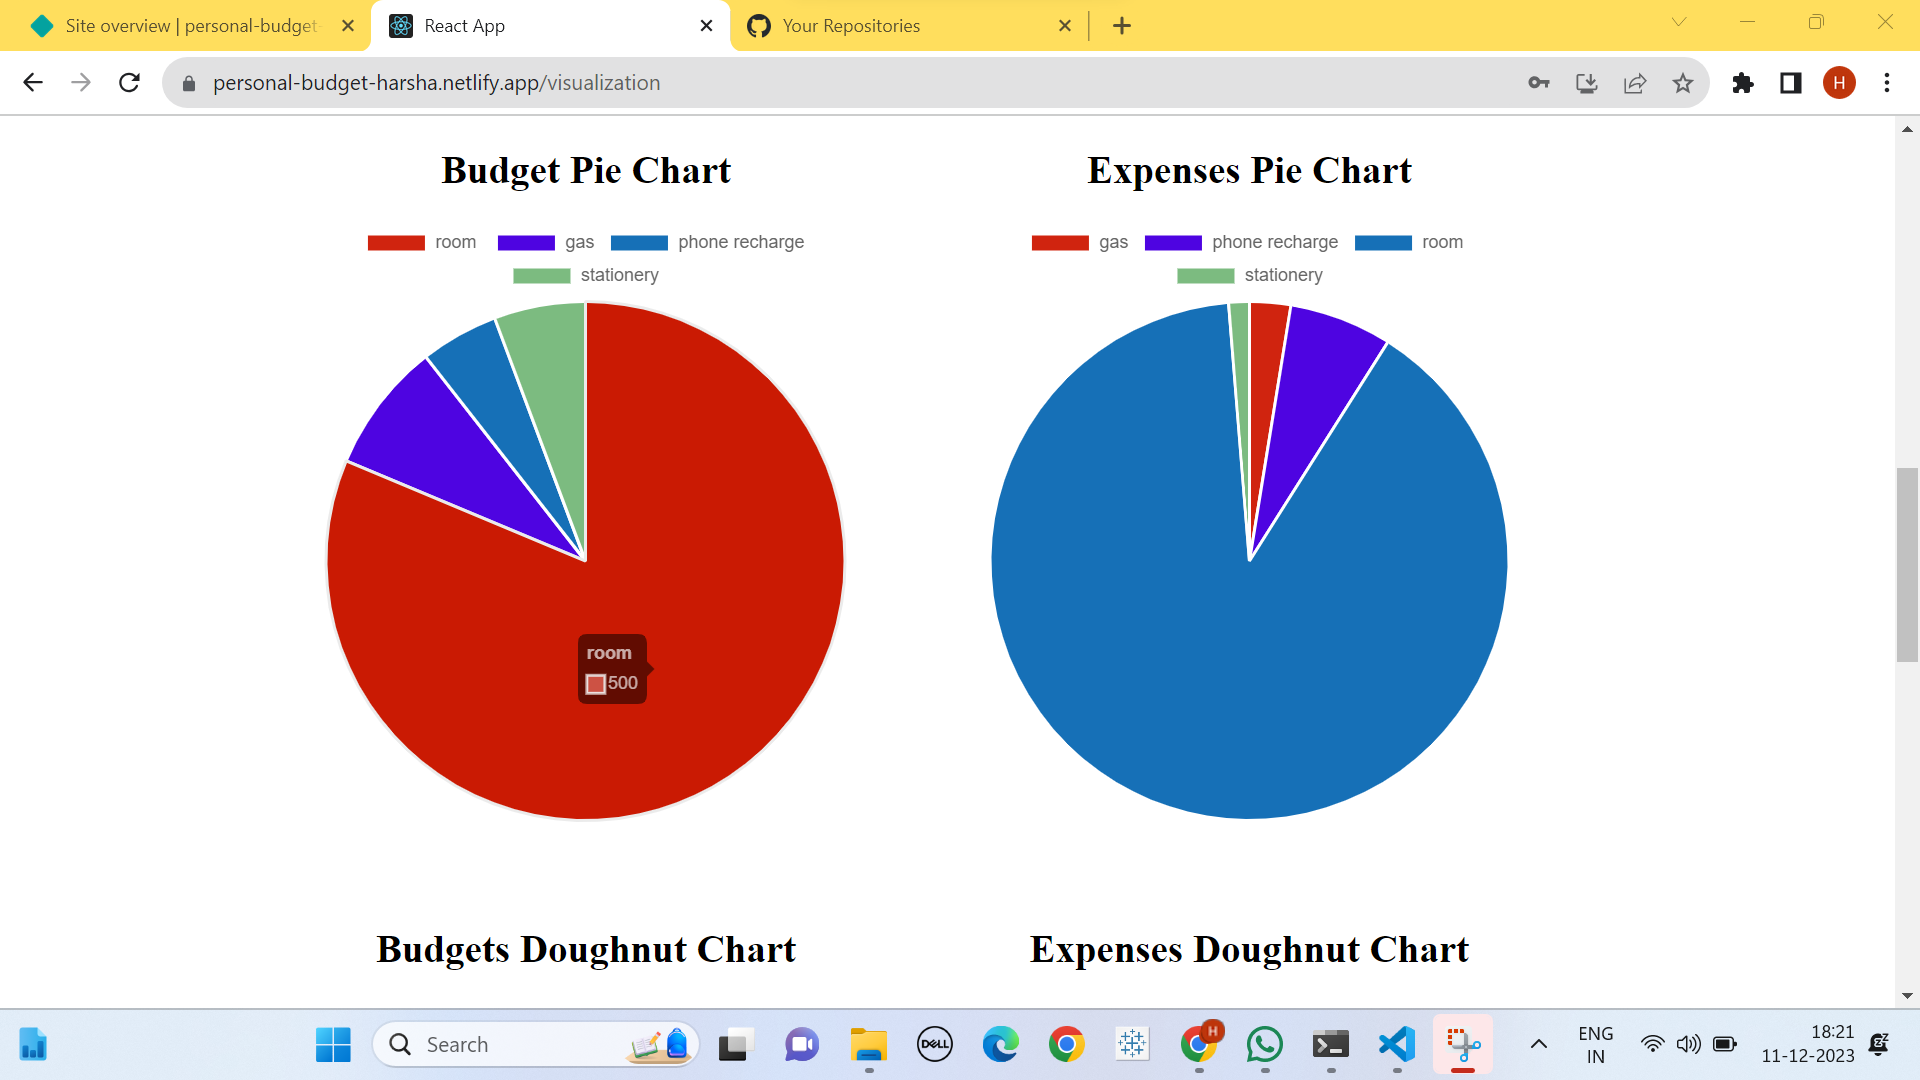 Site overview | personal-budget-
React App
Your Repositories
personal-budget-harsha.netlify.app/visualization
H
Budget Pie Chart
Expenses Pie Chart
room gas phone recharge
stationery
gas phone recharge room
stationery
room
500
Budgets Doughnut Chart
Expenses Doughnut Chart
Search
DELL
H
ENG
IN
18:21
11-12-2023